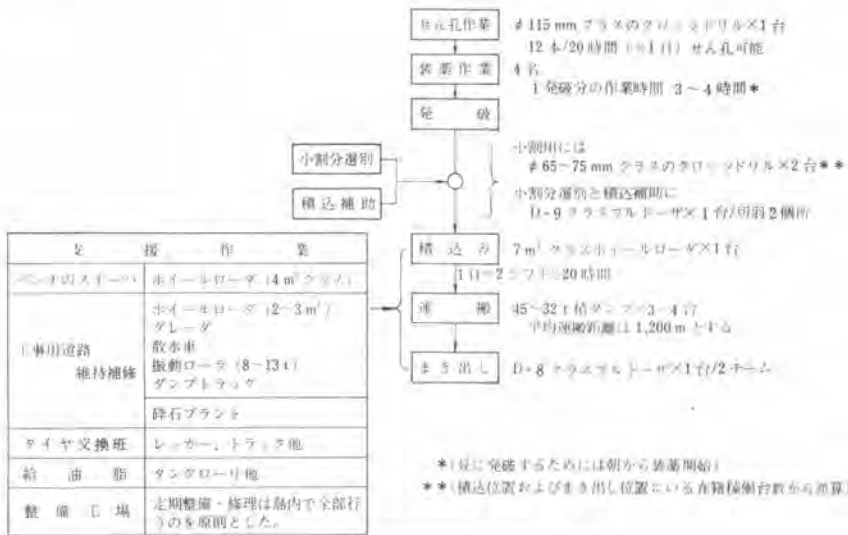 せん孔作業
φ115 mm クラスのクローラドリル×1台
12本/20時間（≒1日）せん孔可能
装薬作業
4名
1発破分の作業時間 3～4時間*
発破
小割分選別
積込補助
小割用には
φ65～75 mm クラスのクローラドリル×2台**
小割分選別と積込補助に
D-9クラスブルドーザ×1台/切羽2個所
積込み
7m³クラスホイールローダ×1台
1日=2シフト=20時間
運搬
45～32t積ダンプ×3～4台
平均運搬距離は1,200mとする
まき出し
D-8クラスブルドーザ×1台/2チーム
支援作業
ホイールローダ（4m³クラス）
工事用道路
維持補修
ホイールローダ（2～3m³）
グレーダ
散水車
振動ローラ（8～13t）
ダンプトラック
砕石プラント
タイヤ交換班
レッカー，トラック他
給油脂
タンクローリ他
整備工場
定期整備・修理は島内で全部行
うのを原則とした。
*（昼に発破するためには朝から装薬開始）
**（積込位置およびまき出し位置にいる在籍稼働台数から逆算）